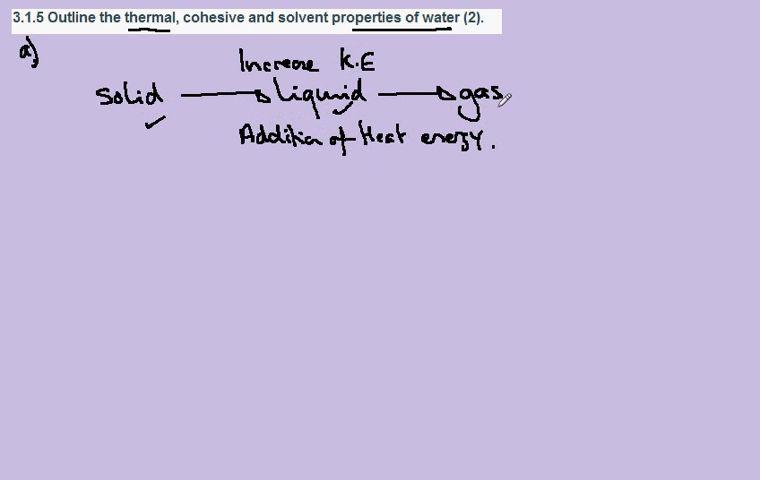 3.1.5 Outline the thermal, cohesive and solvent properties of water (2).
a)
Increase K.E
Solid → Liquid → gas
Addition of Heat energy.